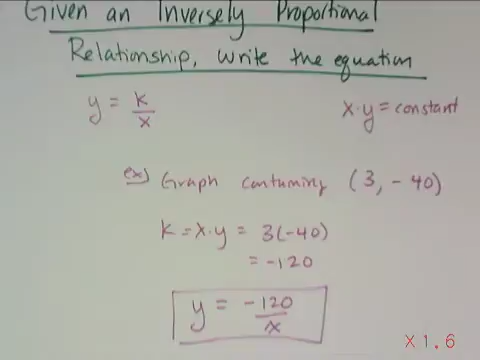 Given an Inversely Proportional
Relationship, write the equation
y = k/x
x·y = constant
ex) Graph containing (3, -40)
k = x·y = 3(-40)
= -120
y = -120/x
X1.6